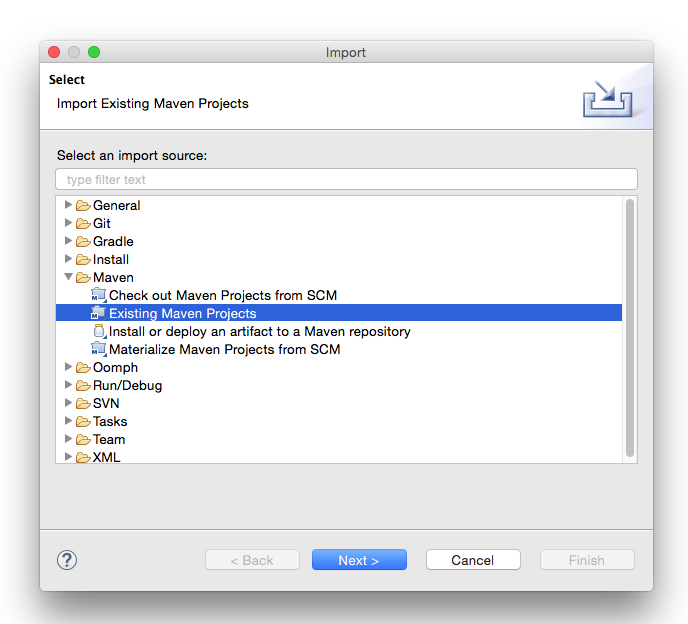 Import
Select
Import Existing Maven Projects
Select an import source:
type filter text
General
Git
Gradle
Install
Maven
Check out Maven Projects from SCM
Existing Maven Projects
Install or deploy an artifact to a Maven repository
Materialize Maven Projects from SCM
Oomph
Run/Debug
SVN
Tasks
Team
XML
? < Back Next > Cancel Finish